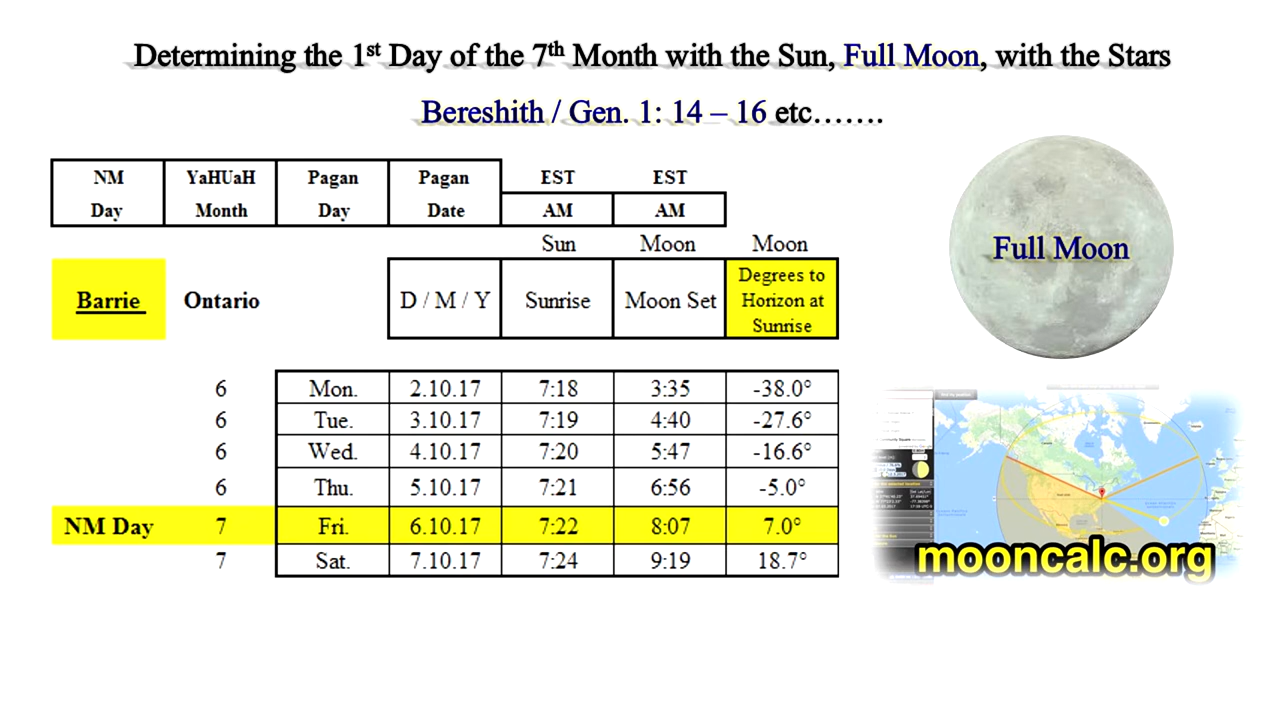 Determining the 1st Day of the 7th Month with the Sun, Full Moon, with the Stars
Bereshith / Gen. 1: 14 – 16 etc…….
NM YaHUaH Pagan Pagan EST EST
Day Month Day Date AM AM
Sun Moon Moon
Barrie Ontario D / M / Y Sunrise Moon Set Degrees to
Horizon at
Sunrise
6 Mon. 2.10.17 7:18 3:35 -38.0°
6 Tue. 3.10.17 7:19 4:40 -27.6°
6 Wed. 4.10.17 7:20 5:47 -16.6°
6 Thu. 5.10.17 7:21 6:56 -5.0°
NM Day 7 Fri. 6.10.17 7:22 8:07 7.0°
7 Sat. 7.10.17 7:24 9:19 18.7°
Full Moon
mooncalc.org